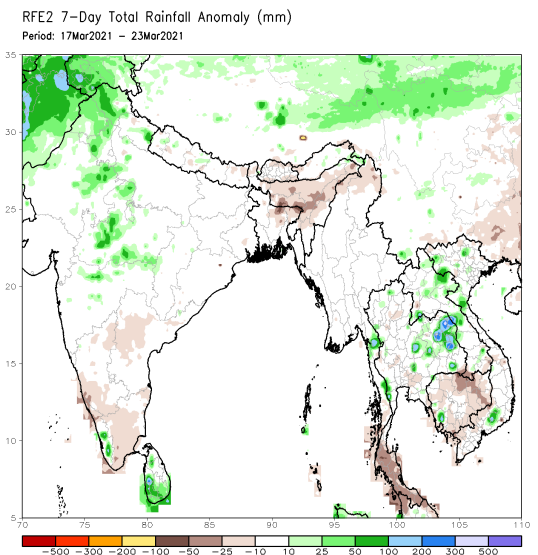 RFE2 7-Day Total Rainfall Anomaly (mm)
Period: 17Mar2021 - 23Mar2021
35
30
25
20
15
10
5
70 75 80 85 90 95 100 105 110
-500 -300 -200 -100 -50 -25 -10 10 25 50 100 200 300 500